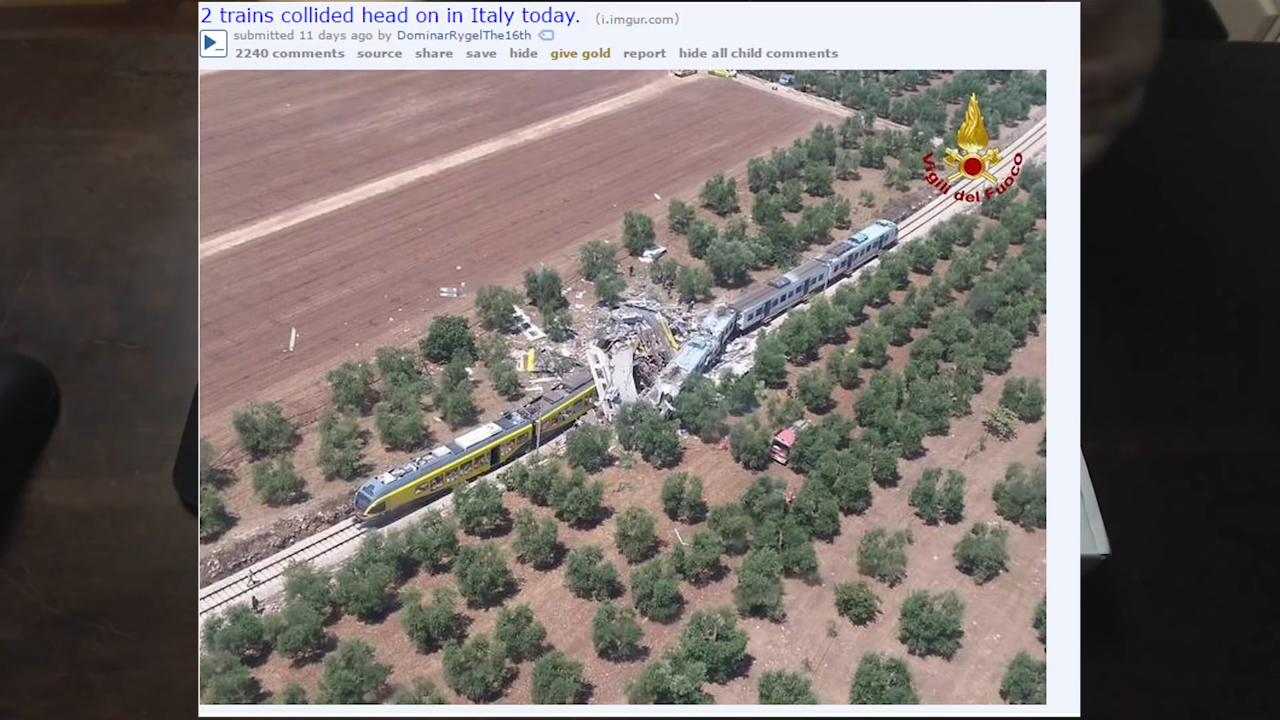 2 trains collided head on in Italy today. (i.imgur.com)
submitted 11 days ago by DominarRygelThe16th
2240 comments source share save hide give gold report hide all child comments
Vigili del Fuoco